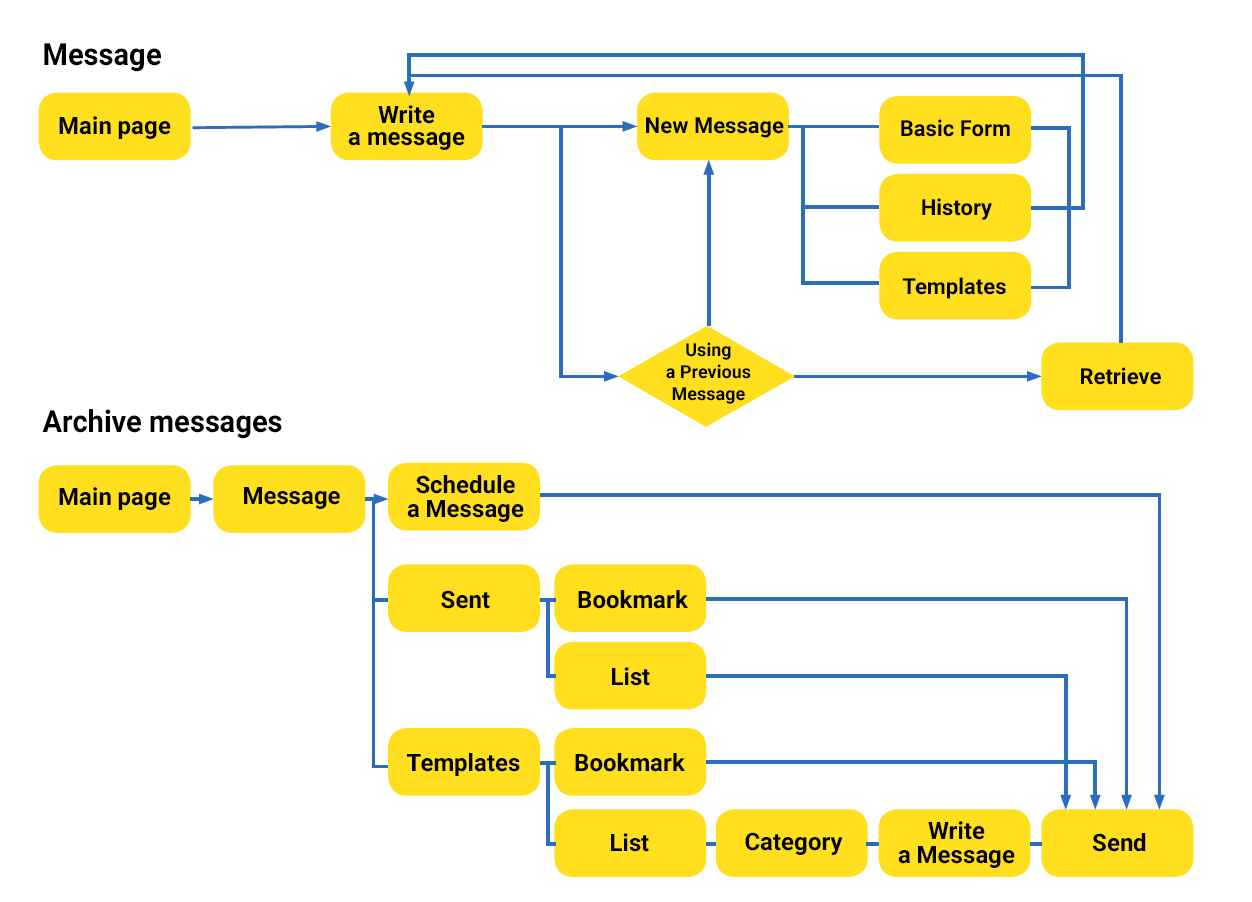 Message
Main page
Write
a message
New Message
Basic Form
History
Templates
Using
a Previous
Message
Retrieve
Archive messages
Main page
Message
Schedule
a Message
Sent
Bookmark
List
Templates
Bookmark
List
Category
Write
a Message
Send